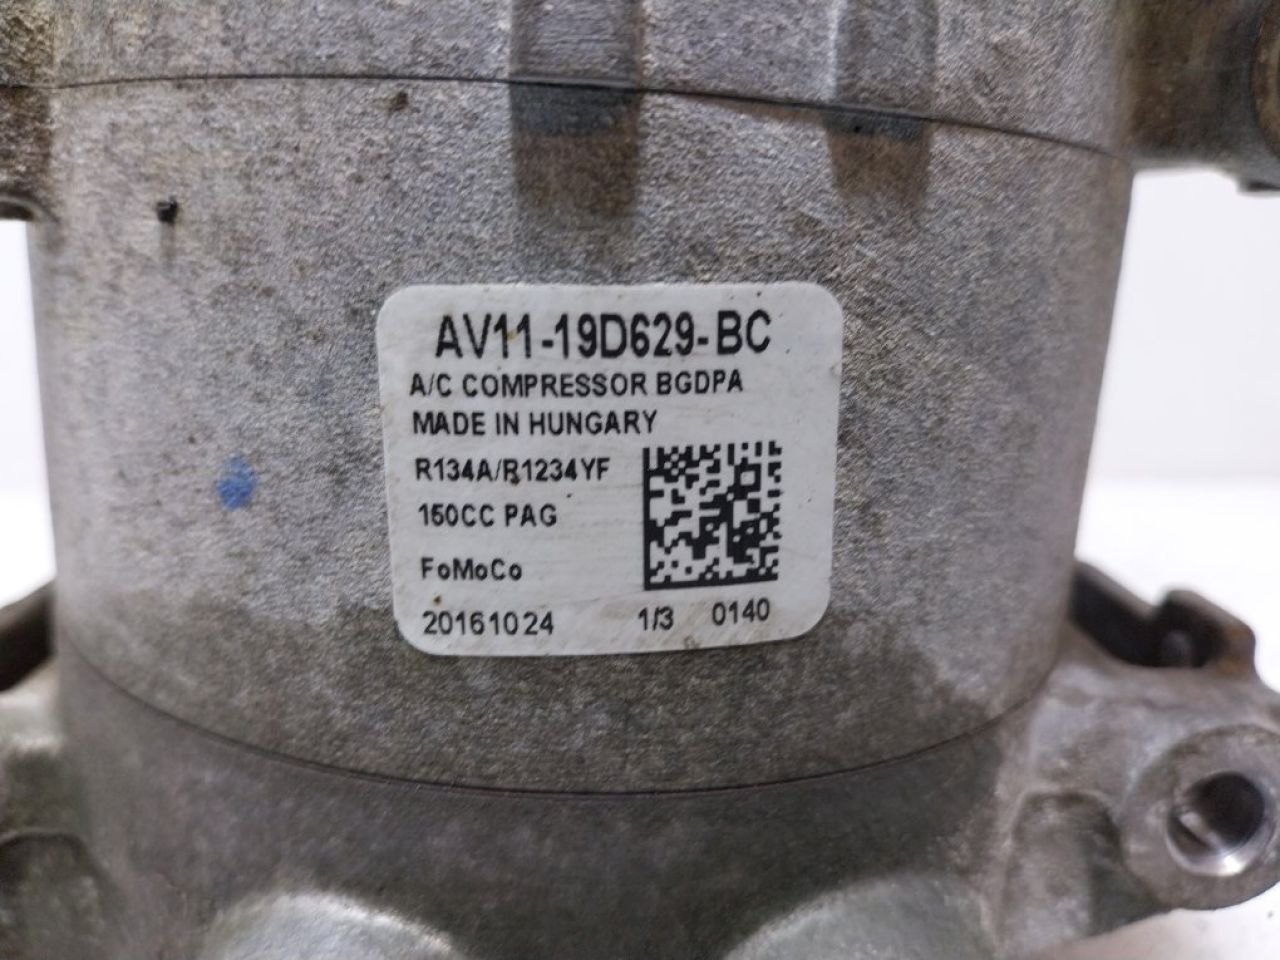 AV11-19D629-BC
A/C COMPRESSOR BGDPA
MADE IN HUNGARY
R134A/R1234YF
150CC PAG
FoMoCo
20161024 1/3 0140